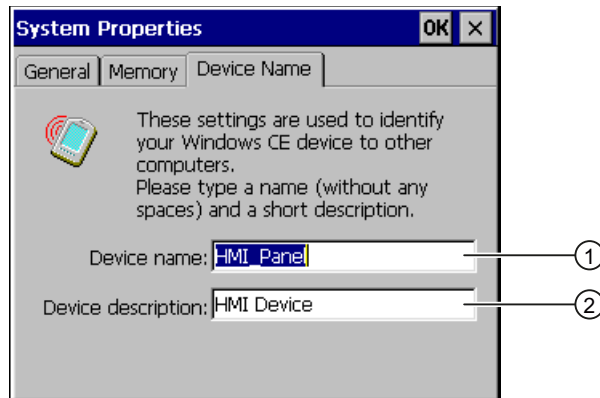 System Properties OK ×
General Memory Device Name
These settings are used to identify
your Windows CE device to other
computers.
Please type a name (without any
spaces) and a short description.
Device name: HMI_Panel 1
Device description: HMI Device 2